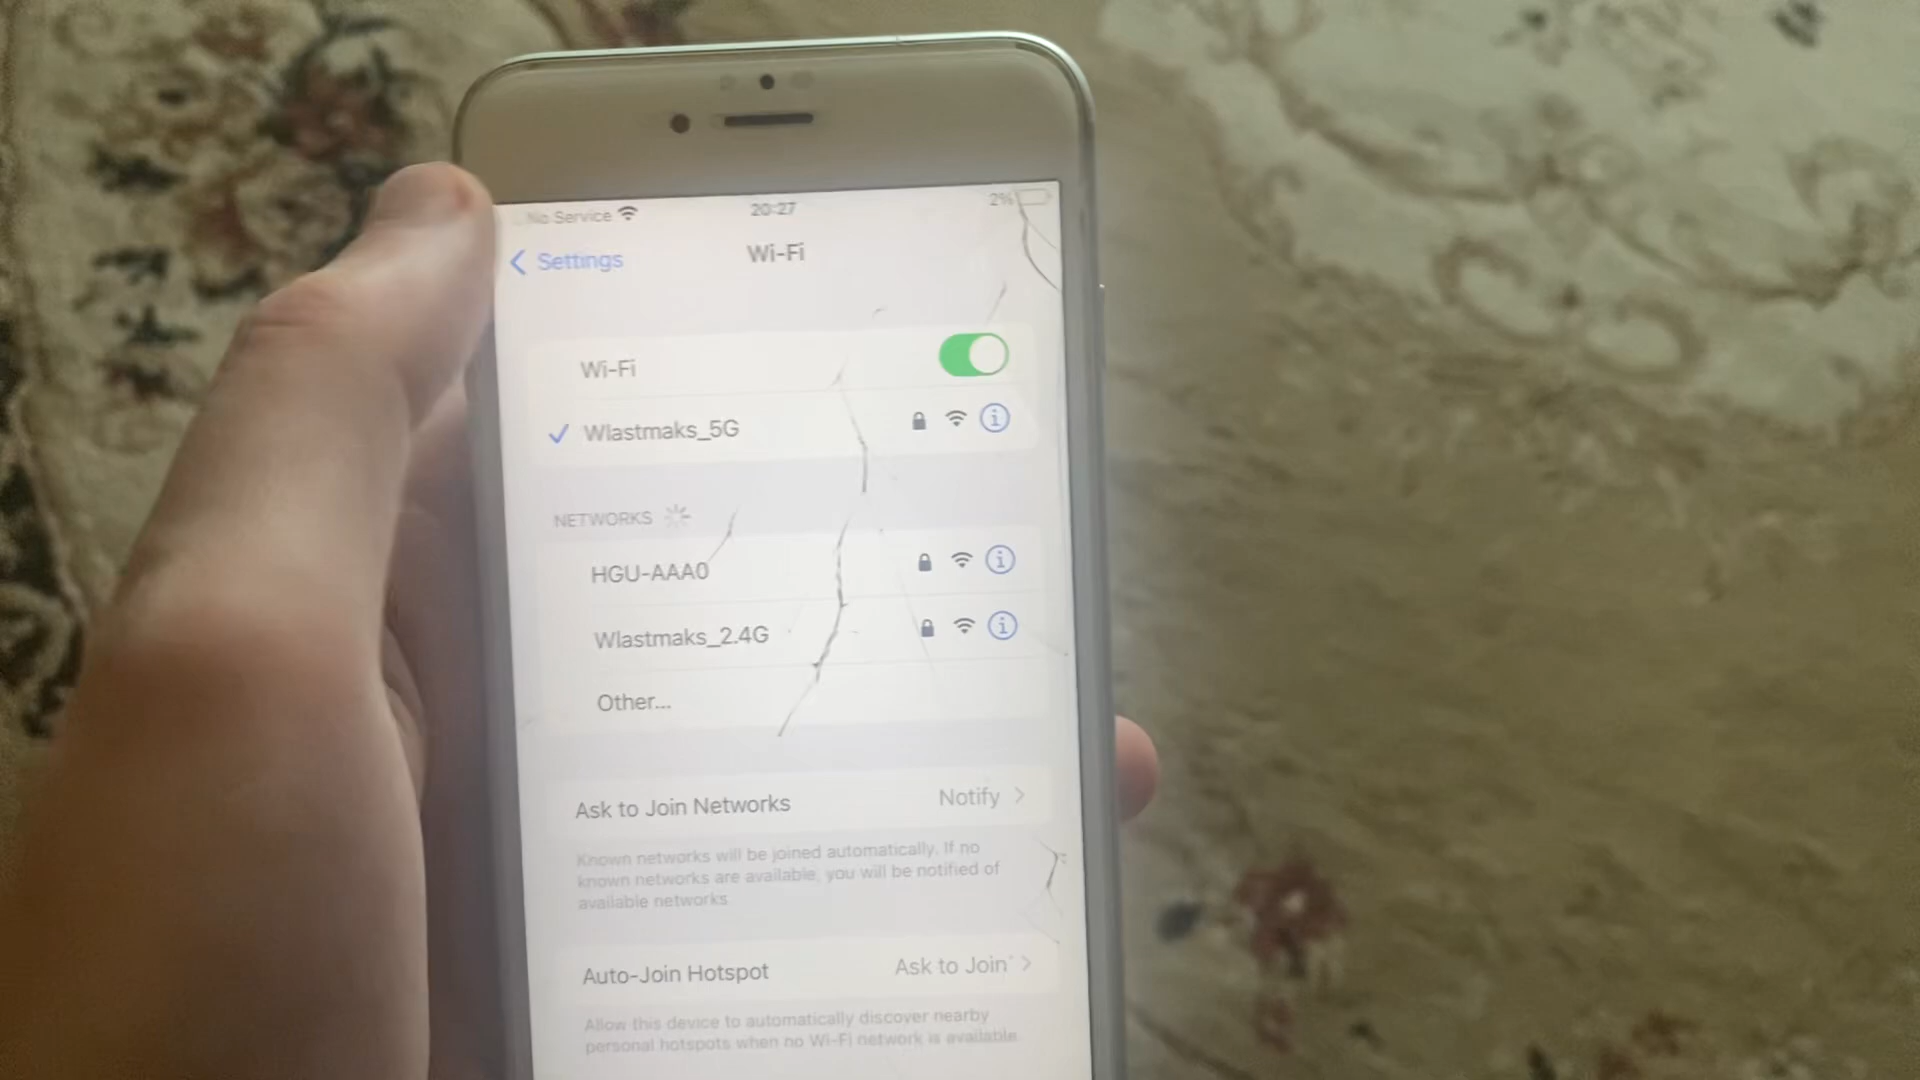 No Service 20:27 2%
Settings Wi-Fi
Wi-Fi
Wlastmaks_5G
NETWORKS
HGU-AAA0
Wlastmaks_2.4G
Other...
Ask to Join Networks Notify
Known networks will be joined automatically. If no
known networks are available, you will be notified of
available networks.
Auto-Join Hotspot Ask to Join
Allow this device to automatically discover nearby
personal hotspots when no Wi-Fi network is available.